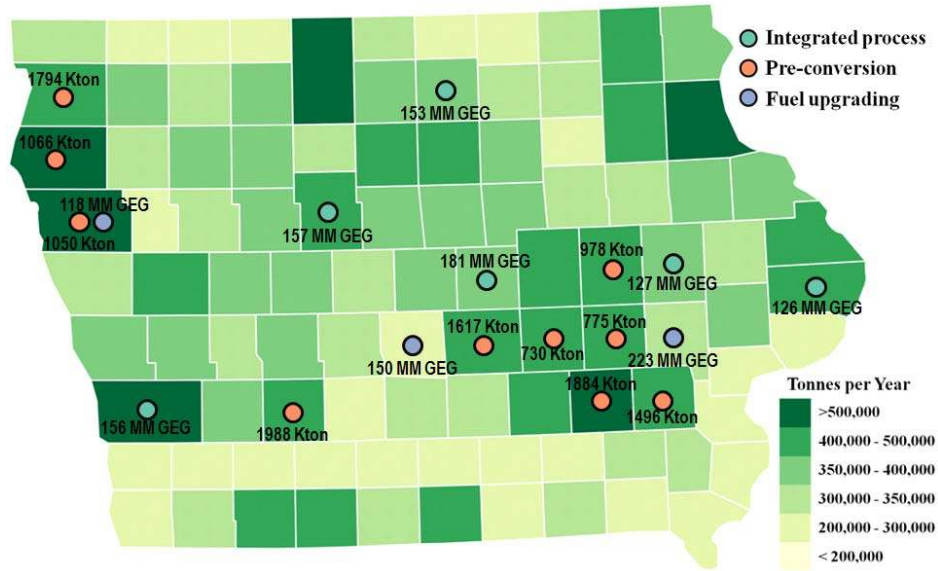 Integrated process
Pre-conversion
Fuel upgrading
1794 Kton
153 MM GEG
1066 Kton
118 MM GEG
1050 Kton
157 MM GEG
181 MM GEG
978 Kton
127 MM GEG
126 MM GEG
1617 Kton
775 Kton
730 Kton
150 MM GEG
223 MM GEG
1884 Kton
1496 Kton
156 MM GEG
1988 Kton
Tonnes per Year
>500,000
400,000 - 500,000
350,000 - 400,000
300,000 - 350,000
200,000 - 300,000
< 200,000